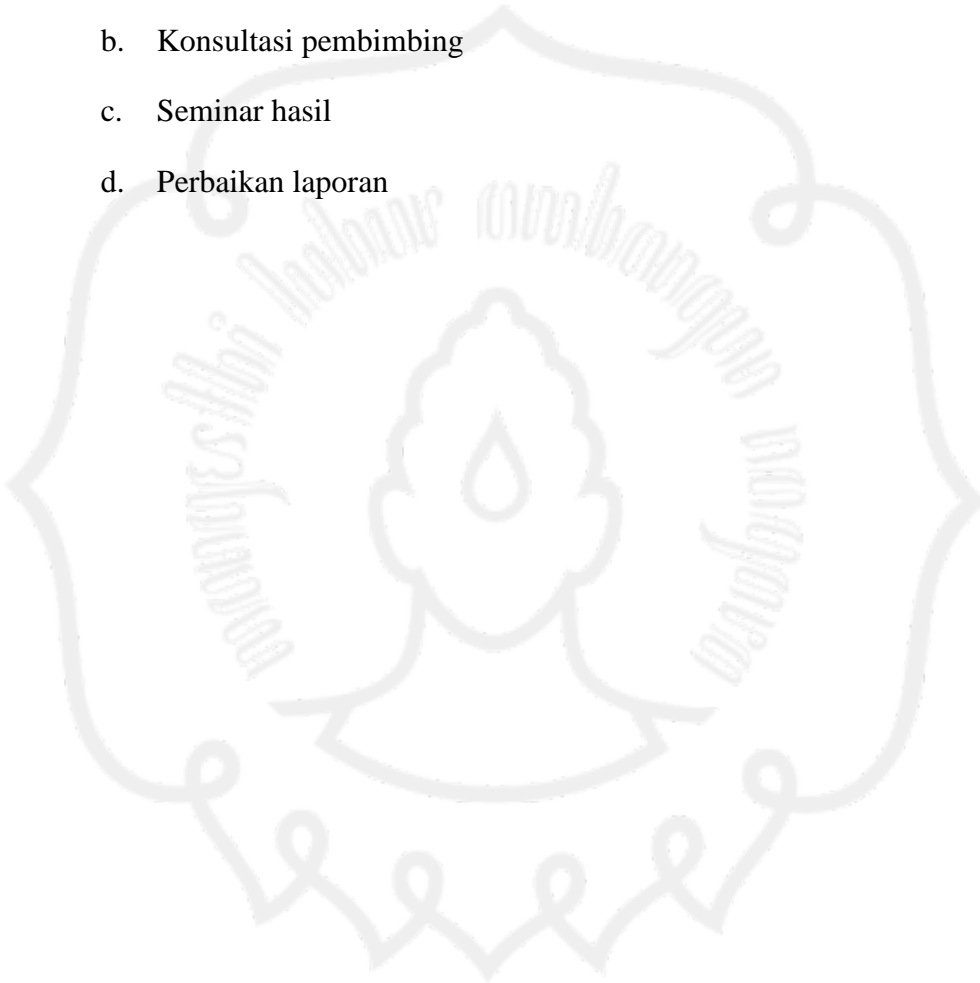 b. Konsultasi pembimbing
c. Seminar hasil
d. Perbaikan laporan